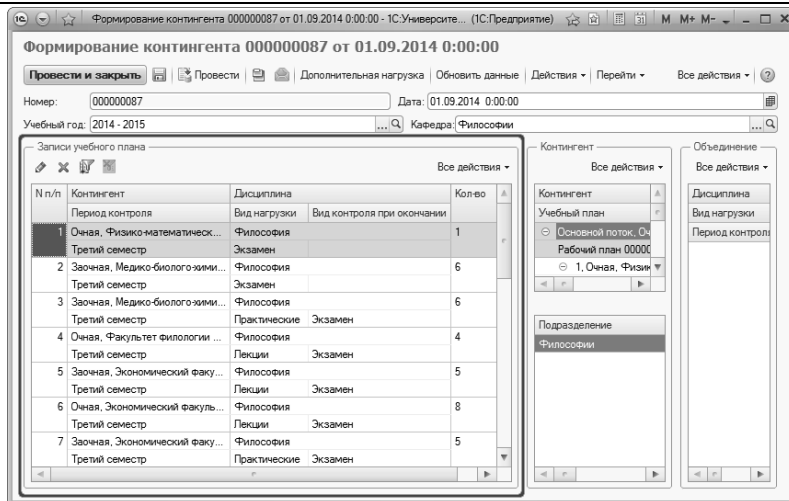 Формирование контингента 000000087 от 01.09.2014 0:00:00 - 1С:Университе... (1С:Предприятие) M M+ M-
Формирование контингента 000000087 от 01.09.2014 0:00:00
Провести и закрыть Провести Дополнительная нагрузка Обновить данные Действия Перейти Все действия
Номер: 000000087 Дата: 01.09.2014 0:00:00
Учебный год: 2014 - 2015 ... Кафедра: Философии ...
Записи учебного плана
Все действия
N п/п Контингент Дисциплина Кол-во
Период контроля Вид нагрузки Вид контроля при окончании
1 Очная, Физико-математическ... Философия 1
Третий семестр Экзамен
2 Заочная, Медико-биолого-хими... Философия 6
Третий семестр Экзамен
3 Заочная, Медико-биолого-хими... Философия 6
Третий семестр Практические Экзамен
4 Очная, Факультет филологии ... Философия 4
Третий семестр Лекции Экзамен
5 Заочная, Экономический факу... Философия 5
Третий семестр Лекции Экзамен
6 Очная, Экономический факуль... Философия 8
Третий семестр Лекции Экзамен
7 Заочная, Экономический факу... Философия 5
Третий семестр Практические Экзамен
Контингент
Все действия
Контингент
Учебный план
Основной поток, Оч
Рабочий план 00000
1, Очная, Физик
Подразделение
Философии
Объединение
Все действия
Дисциплина
Вид нагрузки
Период контроля